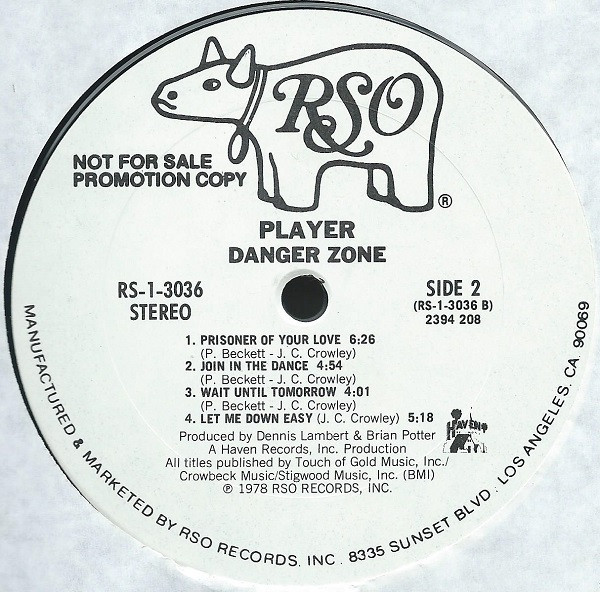 RSO
®
NOT FOR SALE
PROMOTION COPY
PLAYER
DANGER ZONE
RS-1-3036
STEREO
SIDE 2
(RS-1-3036 B)
2394 208
1. PRISONER OF YOUR LOVE 6:26
(P. Beckett - J. C. Crowley)
2. JOIN IN THE DANCE 4:54
(P. Beckett - J. C. Crowley)
3. WAIT UNTIL TOMORROW 4:01
(P. Beckett - J. C. Crowley)
4. LET ME DOWN EASY (J. C. Crowley) 5:18
HAVEN
Produced by Dennis Lambert & Brian Potter
A Haven Records, Inc. Production
All titles published by Touch of Gold Music, Inc./
Crowbeck Music/Stigwood Music, Inc. (BMI)
℗ 1978 RSO RECORDS, INC.
MANUFACTURED & MARKETED BY RSO RECORDS, INC. 8335 SUNSET BLVD. LOS ANGELES, CA. 90069